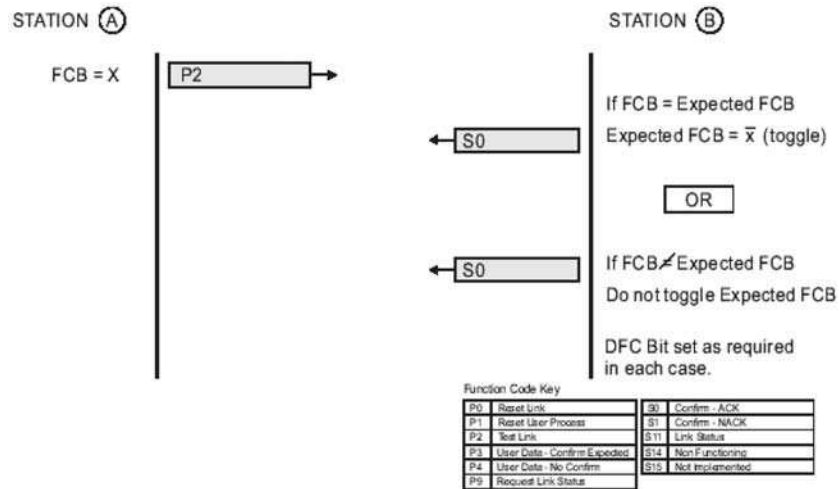 STATION A
STATION B
FCB = X
P2
If FCB = Expected FCB
S0
Expected FCB = x̅ (toggle)
OR
S0
If FCB ≠ Expected FCB
Do not toggle Expected FCB
DFC Bit set as required
in each case.
Function Code Key
P0 Reset Link S0 Confirm - ACK
P1 Reset User Process S1 Confirm - NACK
P2 Test Link S11 Link Status
P3 User Data - Confirm Expected S14 Non Functioning
P4 User Data - No Confirm S15 Not Implemented
P9 Request Link Status